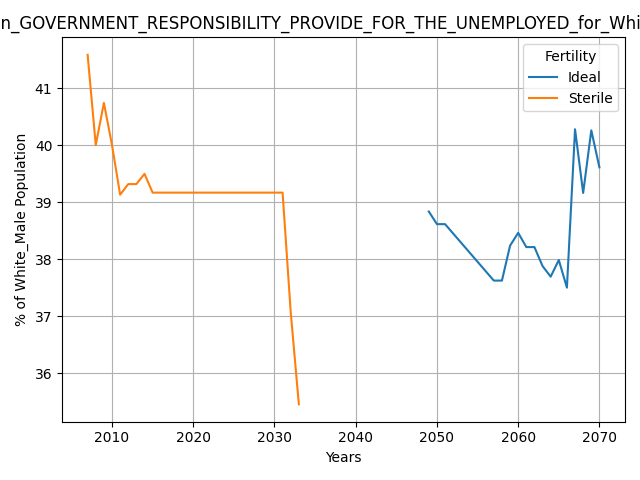 n_GOVERNMENT_RESPONSIBILITY_PROVIDE_FOR_THE_UNEMPLOYED_for_Whi
Fertility
Ideal
Sterile
% of White_Male Population
41
40
39
38
37
36
2010 2020 2030 2040 2050 2060 2070
Years